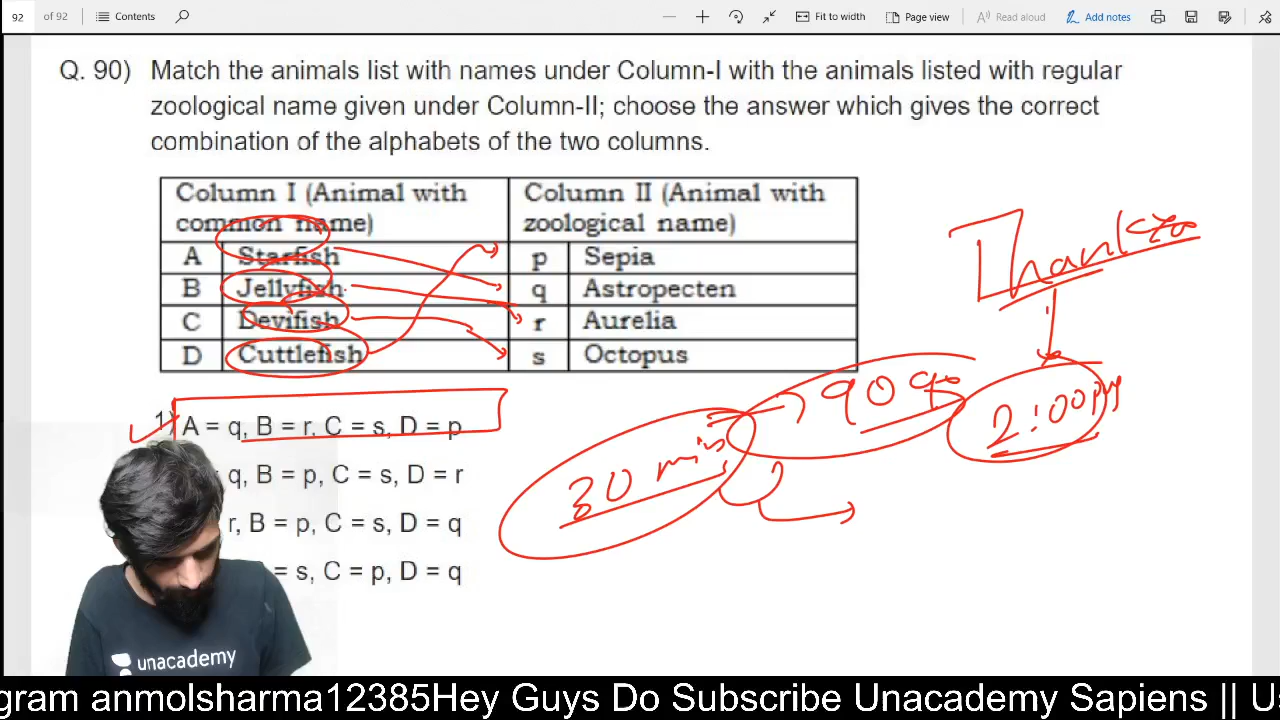 92 of 92 Contents Fit to width Page view Read aloud Add notes
Q. 90) Match the animals list with names under Column-I with the animals listed with regular
zoological name given under Column-II; choose the answer which gives the correct
combination of the alphabets of the two columns.
Column I (Animal with common name) Column II (Animal with zoological name)
A Starfish p Sepia
B Jellyfish q Astropecten
C Devifish r Aurelia
D Cuttlefish s Octopus
1) A = q, B = r, C = s, D = p
q, B = p, C = s, D = r
r, B = p, C = s, D = q
= s, C = p, D = q
90 qo
2:00 pm
30 min
unacademy
gram anmolsharma12385Hey Guys Do Subscribe Unacademy Sapiens || U